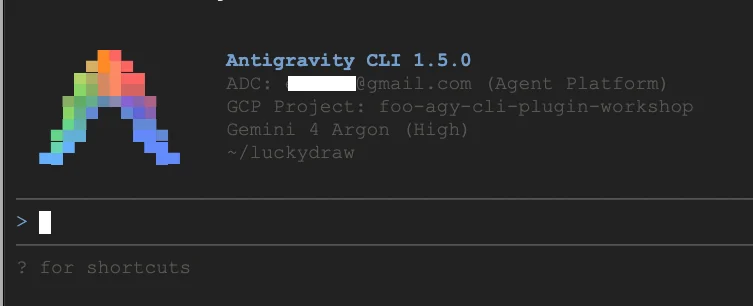 Antigravity CLI 1.5.0
ADC: @gmail.com (Agent Platform)
GCP Project: foo-agy-cli-plugin-workshop
Gemini 4 Argon (High)
~/luckydraw
>
? for shortcuts